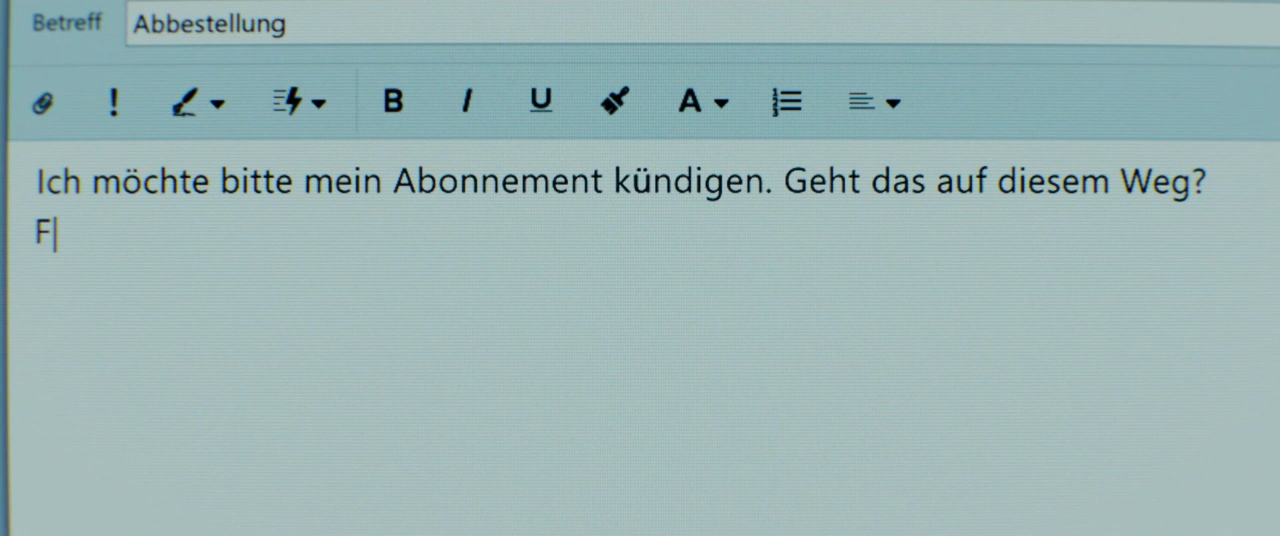 Betreff Abbestellung
B I U A
Ich möchte bitte mein Abonnement kündigen. Geht das auf diesem Weg?
F